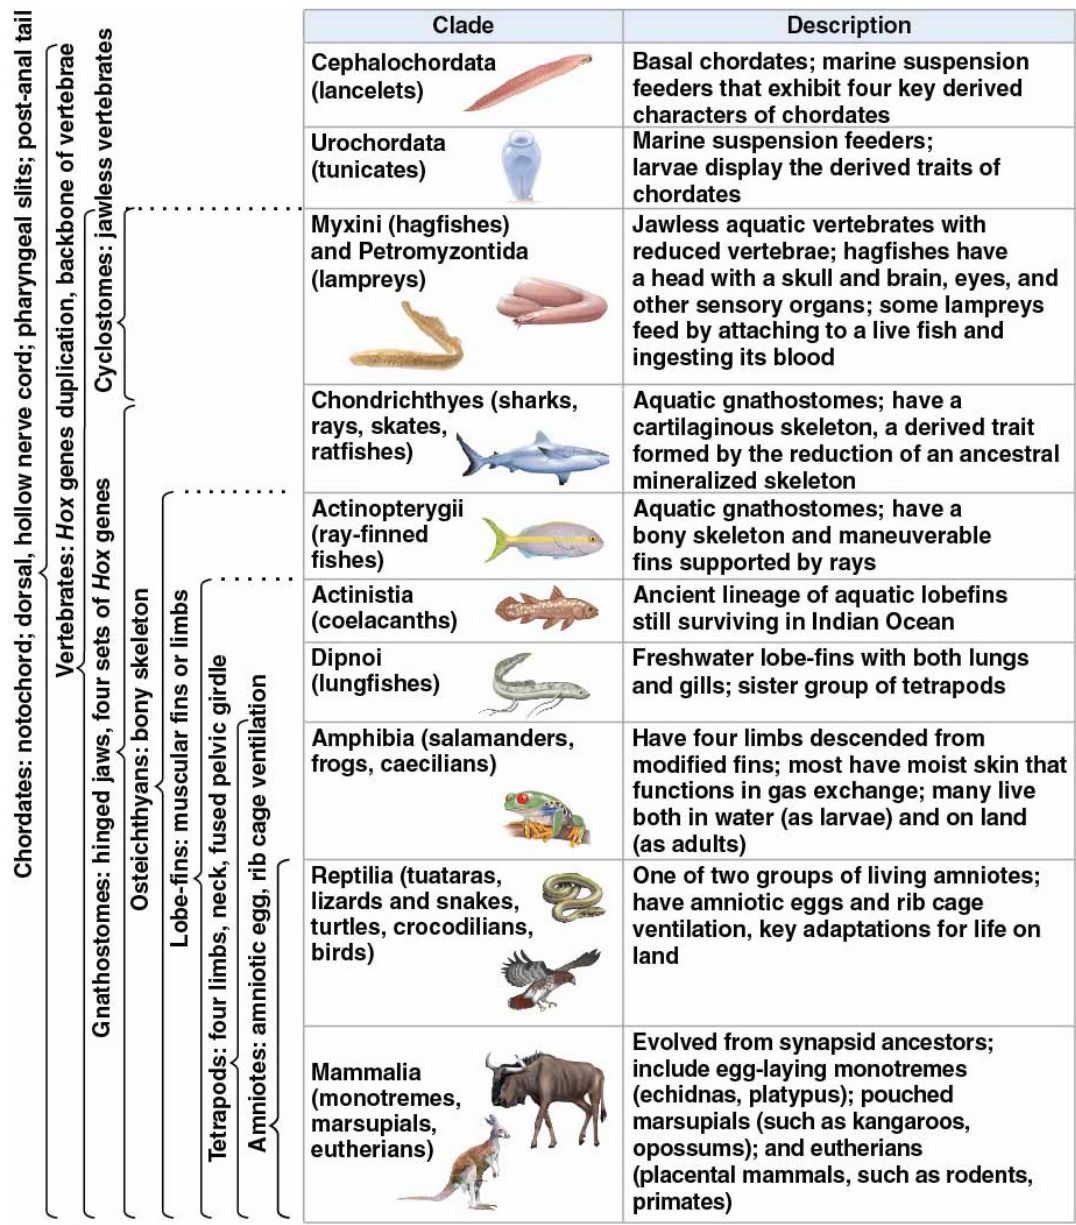 Chordates: notochord; dorsal, hollow nerve cord; pharyngeal slits; post-anal tail
Vertebrates: Hox genes duplication, backbone of vertebrae
Cyclostomes: jawless vertebrates
Gnathostomes: hinged jaws, four sets of Hox genes
Osteichthyans: bony skeleton
Lobe-fins: muscular fins or limbs
Tetrapods: four limbs, neck, fused pelvic girdle
Amniotes: amniotic egg, rib cage ventilation
Clade
Description
Cephalochordata
(lancelets)
Basal chordates; marine suspension
feeders that exhibit four key derived
characters of chordates
Urochordata
(tunicates)
Marine suspension feeders;
larvae display the derived traits of
chordates
Myxini (hagfishes)
and Petromyzontida
(lampreys)
Jawless aquatic vertebrates with
reduced vertebrae; hagfishes have
a head with a skull and brain, eyes, and
other sensory organs; some lampreys
feed by attaching to a live fish and
ingesting its blood
Chondrichthyes (sharks,
rays, skates,
ratfishes)
Aquatic gnathostomes; have a
cartilaginous skeleton, a derived trait
formed by the reduction of an ancestral
mineralized skeleton
Actinopterygii
(ray-finned
fishes)
Aquatic gnathostomes; have a
bony skeleton and maneuverable
fins supported by rays
Actinistia
(coelacanths)
Ancient lineage of aquatic lobefins
still surviving in Indian Ocean
Dipnoi
(lungfishes)
Freshwater lobe-fins with both lungs
and gills; sister group of tetrapods
Amphibia (salamanders,
frogs, caecilians)
Have four limbs descended from
modified fins; most have moist skin that
functions in gas exchange; many live
both in water (as larvae) and on land
(as adults)
Reptilia (tuataras,
lizards and snakes,
turtles, crocodilians,
birds)
One of two groups of living amniotes;
have amniotic eggs and rib cage
ventilation, key adaptations for life on
land
Mammalia
(monotremes,
marsupials,
eutherians)
Evolved from synapsid ancestors;
include egg-laying monotremes
(echidnas, platypus); pouched
marsupials (such as kangaroos,
opossums); and eutherians
(placental mammals, such as rodents,
primates)